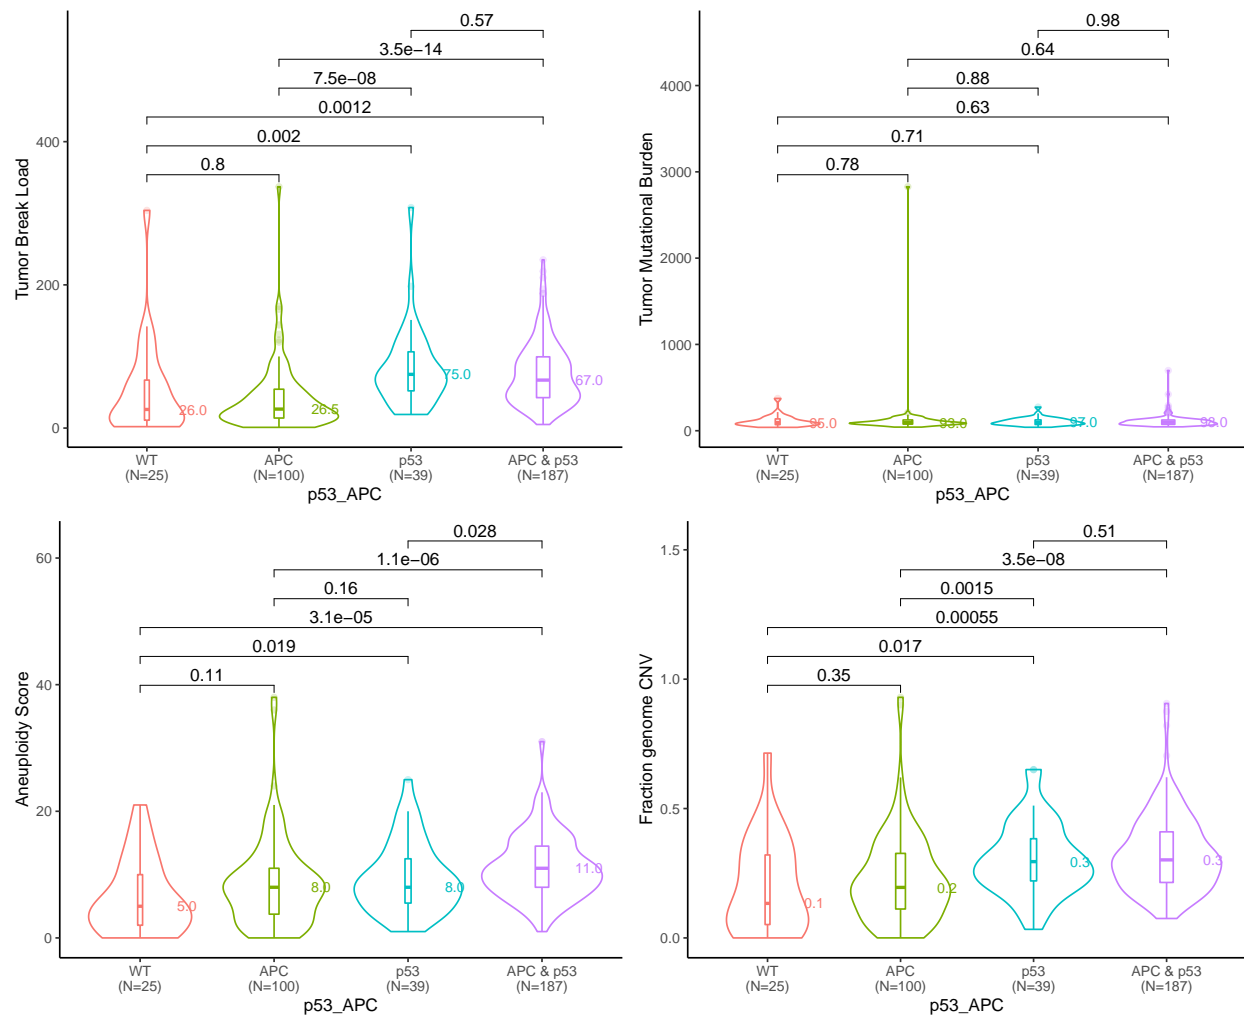 0.57
3.5e−14
7.5e−08
0.0012
0.002
0.8
400
200
0
Tumor Break Load
26.0
26.5
75.0
67.0
WT
(N=25)
APC
(N=100)
p53
(N=39)
APC & p53
(N=187)
p53_APC
0.98
0.64
0.88
0.63
0.71
0.78
4000
3000
2000
1000
0
Tumor Mutational Burden
93.0
97.0
98.0
WT
(N=25)
APC
(N=100)
p53
(N=39)
APC & p53
(N=187)
p53_APC
0.028
1.1e−06
0.16
3.1e−05
0.019
0.11
60
40
20
0
Aneuploidy Score
5.0
8.0
8.0
11.0
WT
(N=25)
APC
(N=100)
p53
(N=39)
APC & p53
(N=187)
p53_APC
0.51
3.5e−08
0.0015
0.00055
0.017
0.35
1.5
1.0
0.5
0.0
Fraction genome CNV
0.1
0.2
0.3
0.3
WT
(N=25)
APC
(N=100)
p53
(N=39)
APC & p53
(N=187)
p53_APC